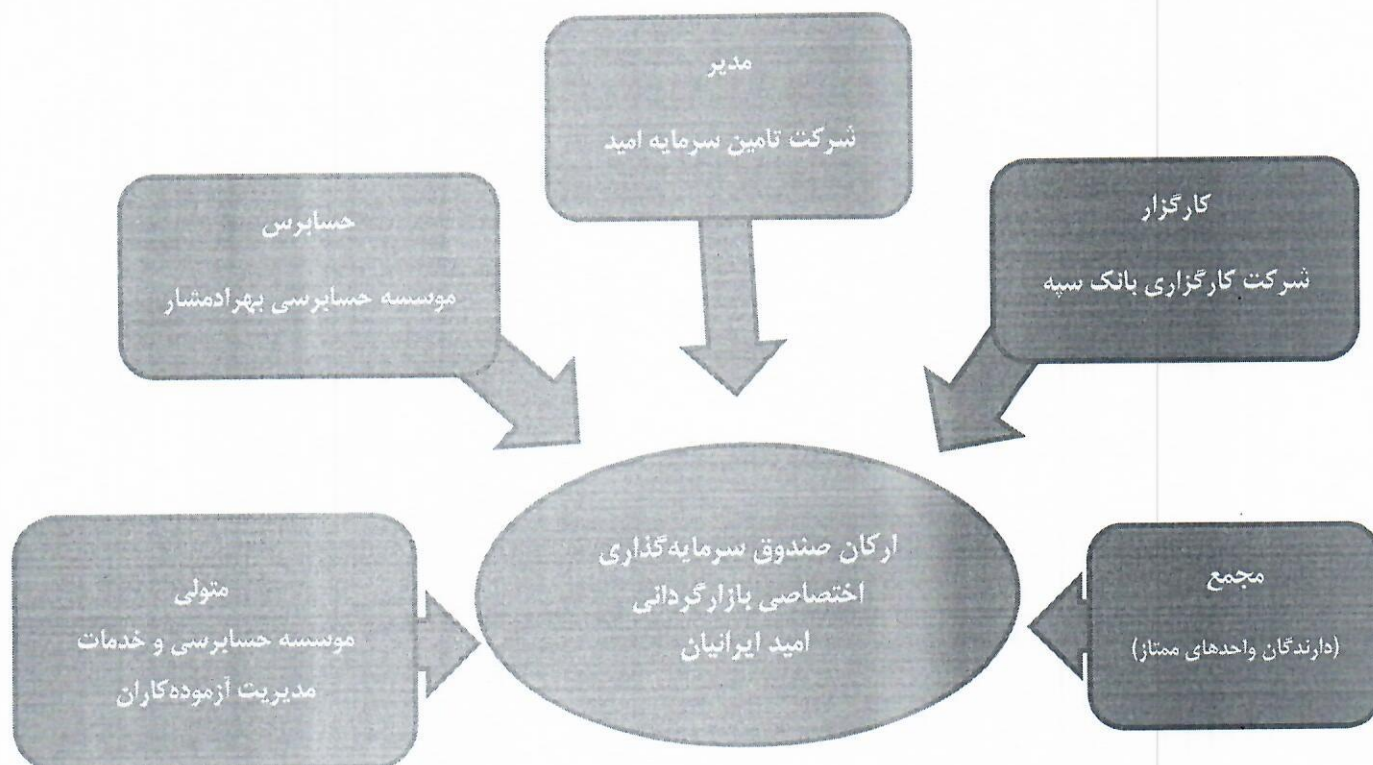 مدیر
شرکت تامین سرمایه امید
کارگزار
شرکت کارگزاری بانک سپه
حسابرس
موسسه حسابرسی بهرادمشار
ارکان صندوق سرمایه‌گذاری
اختصاصی بازارگردانی
امید ایرانیان
مجمع
(دارندگان واحدهای ممتاز)
متولی
موسسه حسابرسی و خدمات
مدیریت آزموده‌کاران